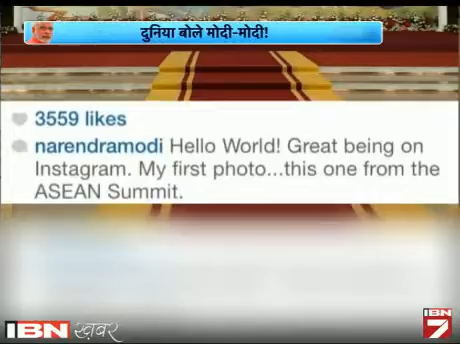 दुनिया बोले मोदी-मोदी!
3559 likes
narendramodi Hello World! Great being on
Instagram. My first photo...this one from the
ASEAN Summit.
IBN ख़बर
IBN
7